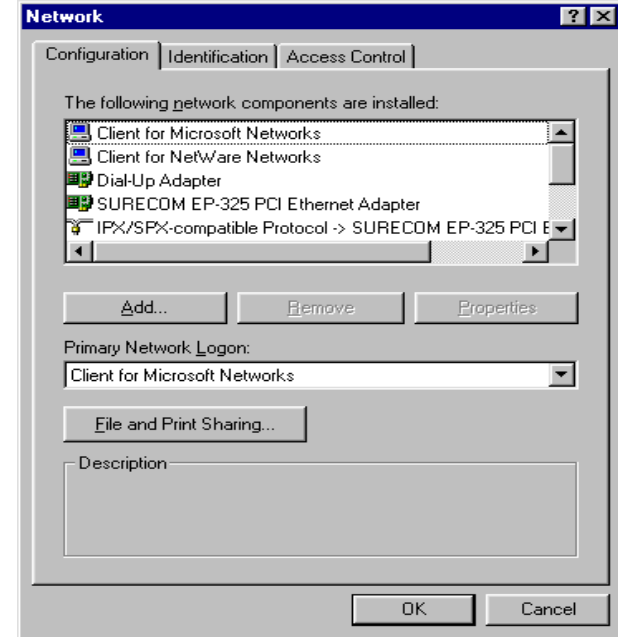 Network
Configuration Identification Access Control
The following network components are installed:
Client for Microsoft Networks
Client for NetWare Networks
Dial-Up Adapter
SURECOM EP-325 PCI Ethernet Adapter
IPX/SPX-compatible Protocol -> SURECOM EP-325 PCI E
Add... Remove Properties
Primary Network Logon:
Client for Microsoft Networks
File and Print Sharing...
Description
OK Cancel